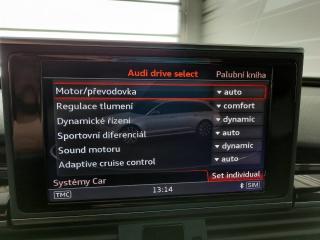 Audi drive select
Palubní kniha
Motor/převodovka ▼ auto
Regulace tlumení ▼ comfort
Dynamické řízení ▼ dynamic
Sportovní diferenciál ▼ auto
Sound motoru ▼ dynamic
Adaptive cruise control ▼ auto
Systémy Car
Set individual
TMC
13:14
SIM